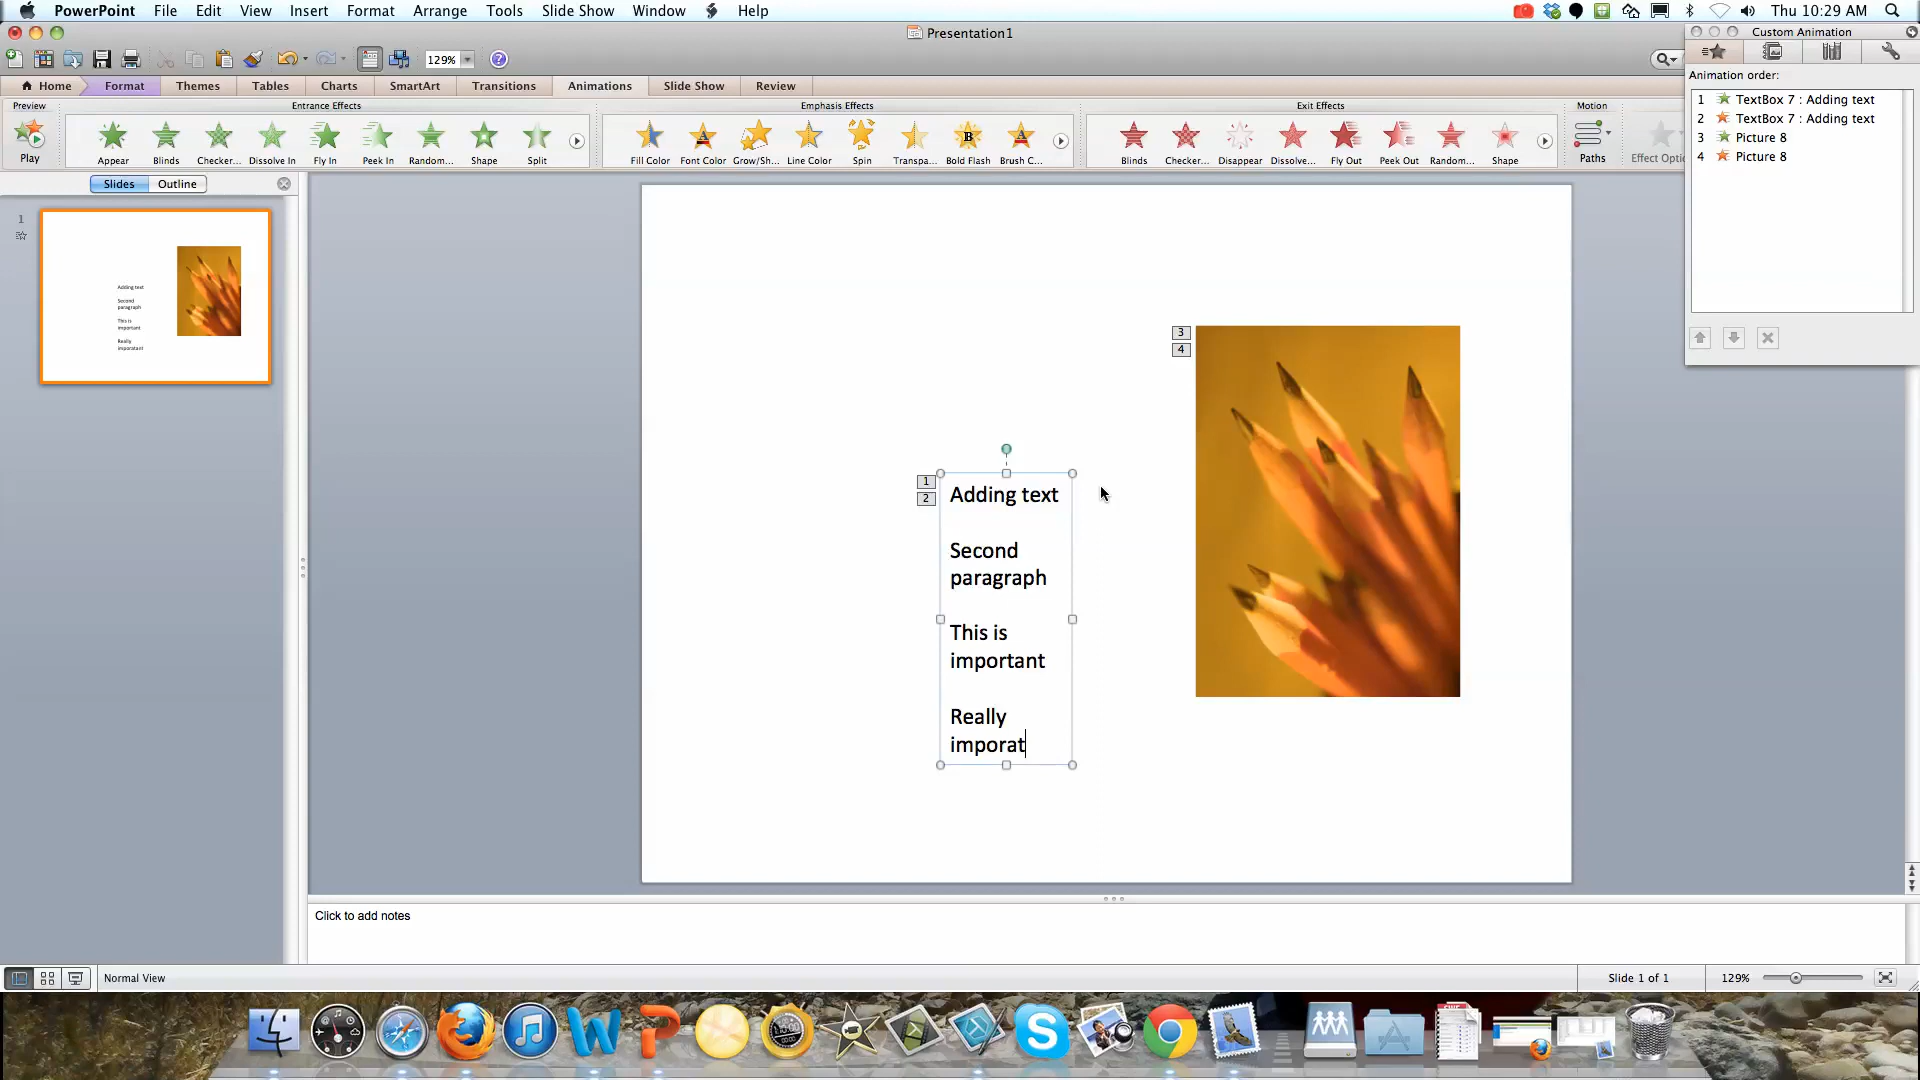 PowerPoint File Edit View Insert Format Arrange Tools Slide Show Window Help Thu 10:29 AM
Presentation1
Custom Animation
129%
Home Format Themes Tables Charts SmartArt Transitions Animations Slide Show Review
Preview Entrance Effects Emphasis Effects Exit Effects Motion
Play Appear Blinds Checker... Dissolve In Fly In Peek In Random... Shape Split Fill Color Font Color Grow/Sh... Line Color Spin Transpa... Bold Flash Brush C... Blinds Checker... Disappear Dissolve... Fly Out Peek Out Random... Shape Paths Effect Opti
Animation order:
1 TextBox 7 : Adding text
2 TextBox 7 : Adding text
3 Picture 8
4 Picture 8
Slides Outline
1
Adding text
Second
paragraph
This is
important
Really
imporatant
3
4
1
2
Adding text
Second
paragraph
This is
important
Really
imporat
Click to add notes
Normal View Slide 1 of 1 129%